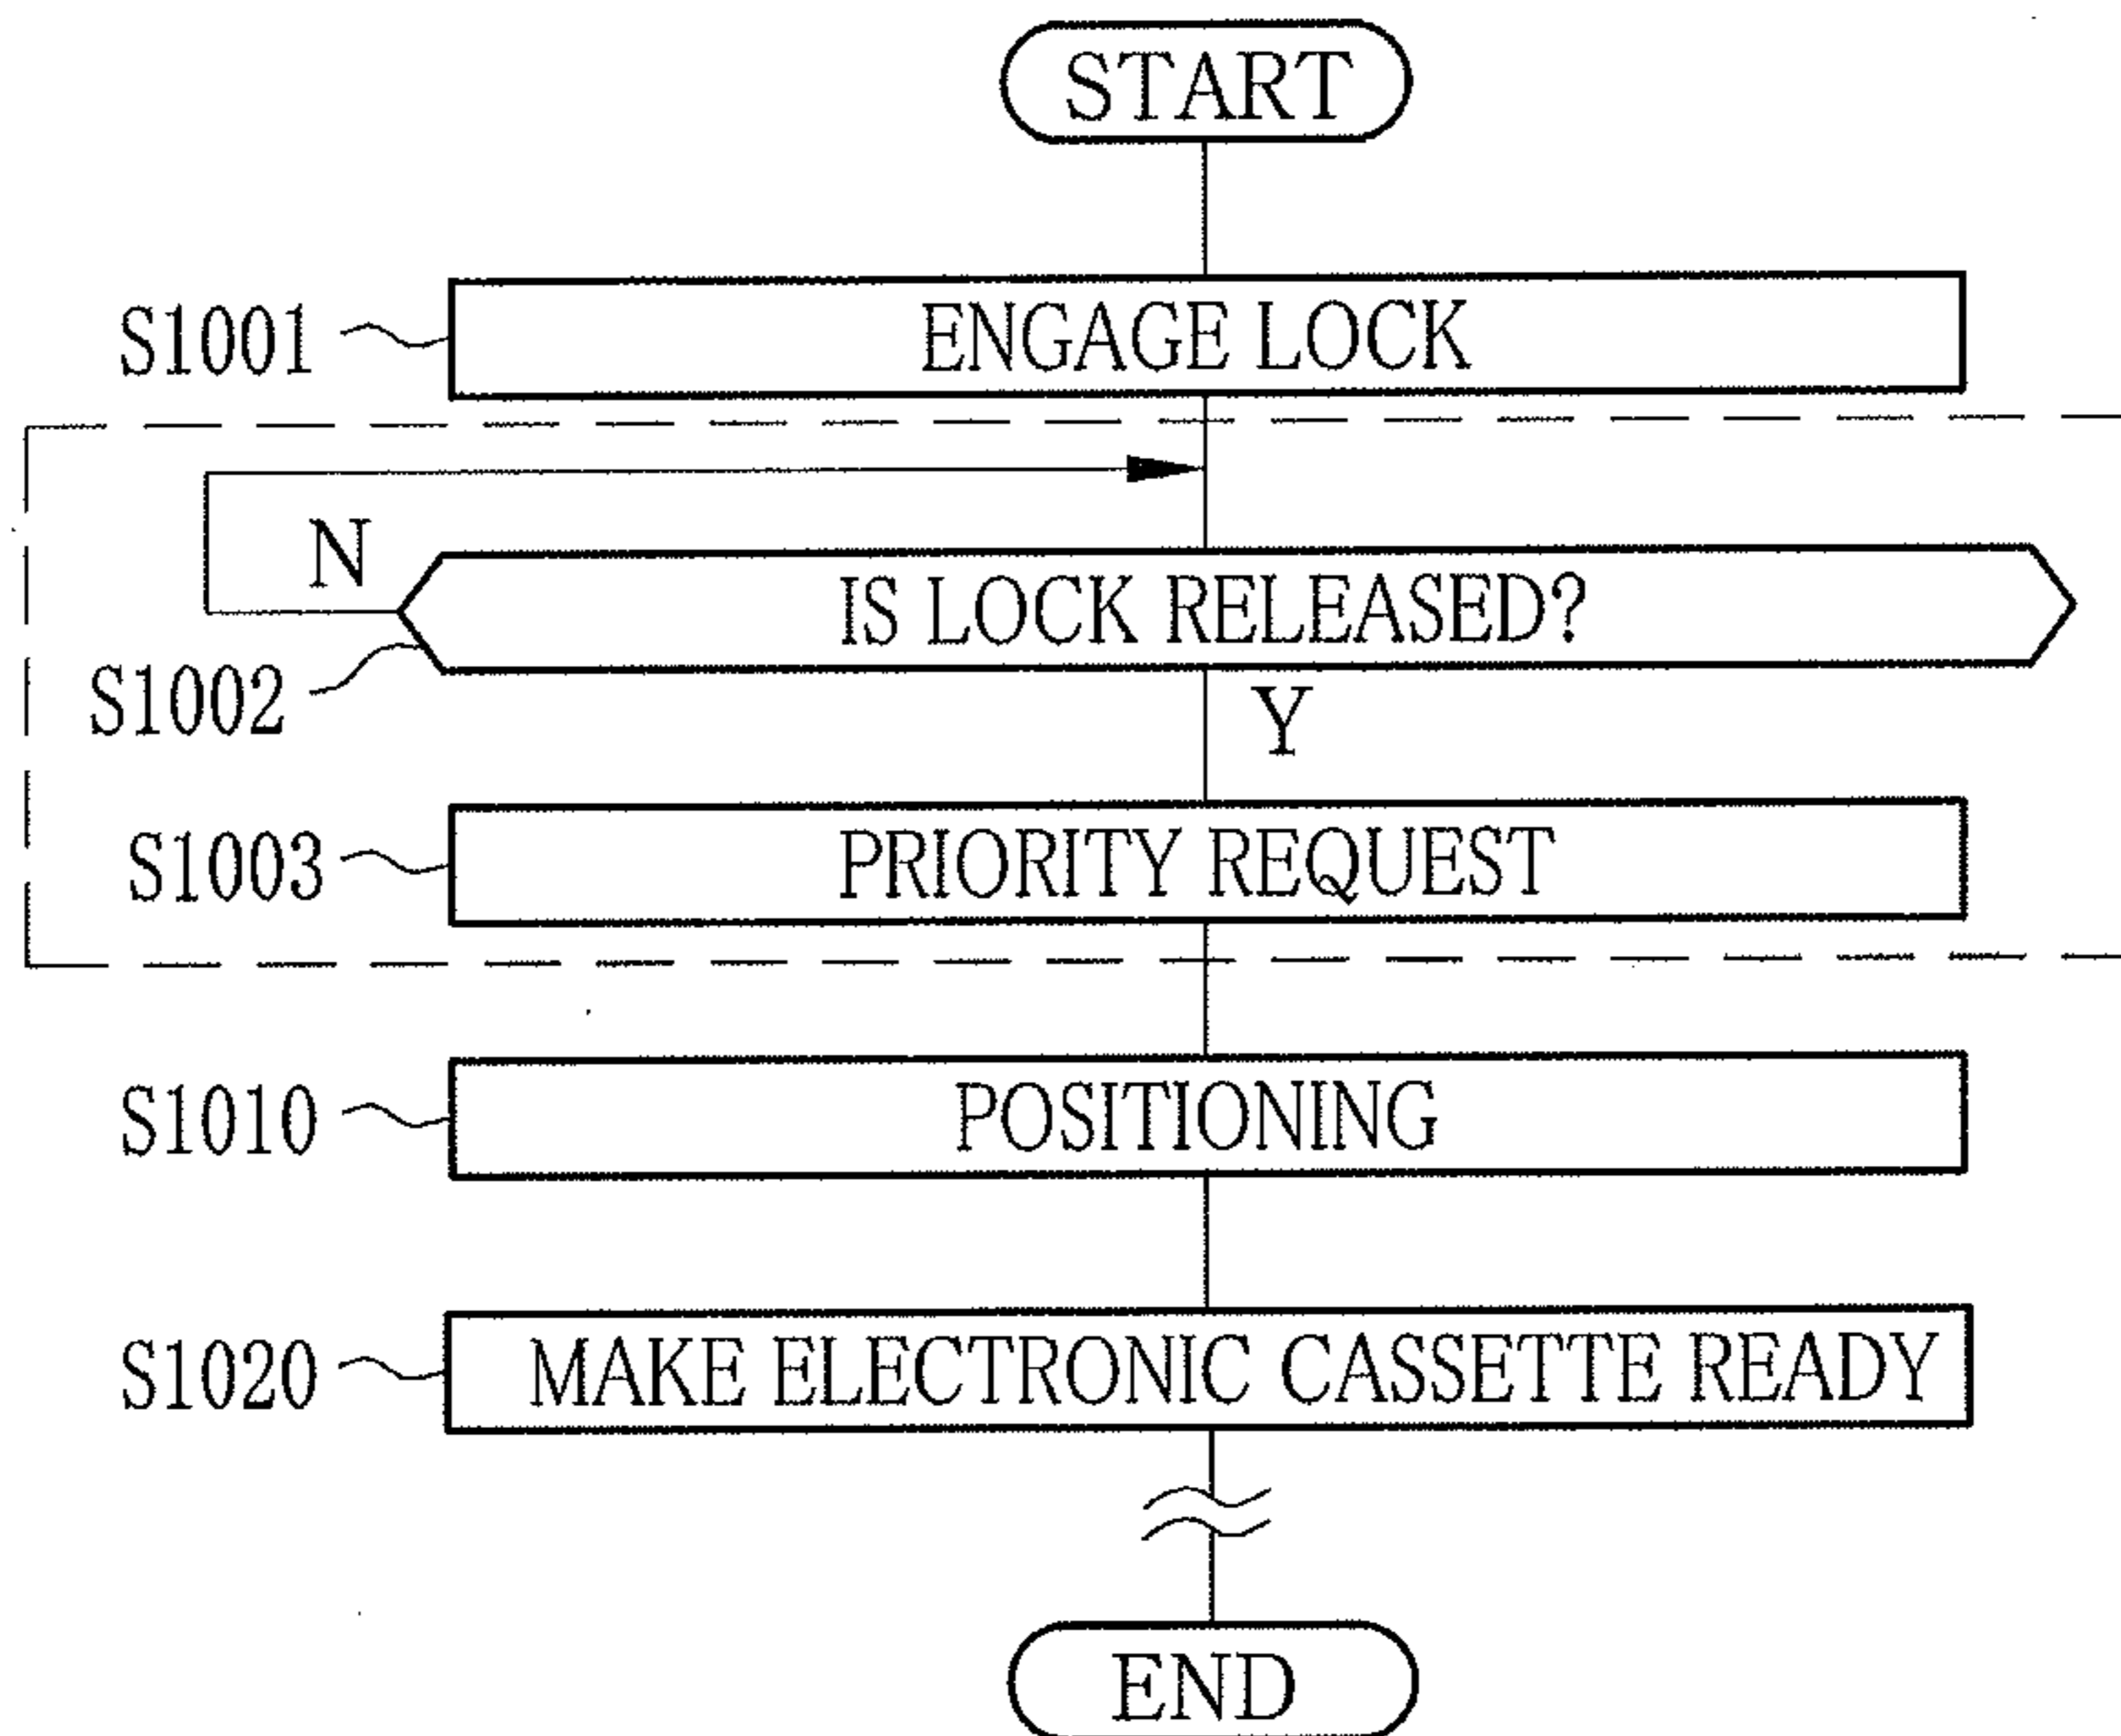 START
S1001
ENGAGE LOCK
N
IS LOCK RELEASED?
S1002
Y
S1003
PRIORITY REQUEST
S1010
POSITIONING
S1020
MAKE ELECTRONIC CASSETTE READY
END